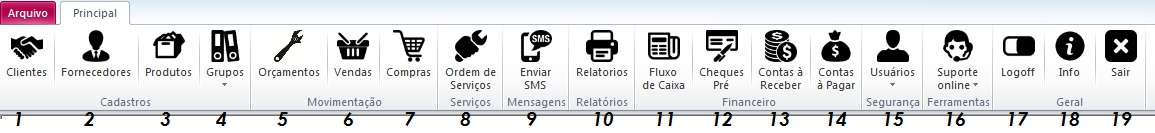 Arquivo Principal
SMS
Clientes Fornecedores Produtos Grupos Orçamentos Vendas Compras Ordem de Enviar Relatorios Fluxo Cheques Contas à Contas Usuários Suporte Logoff Info Sair
Serviços SMS de Caixa Pré Receber à Pagar online
Cadastros Movimentação Serviços Mensagens Relatórios Financeiro Segurança Ferramentas Geral
1 2 3 4 5 6 7 8 9 10 11 12 13 14 15 16 17 18 19